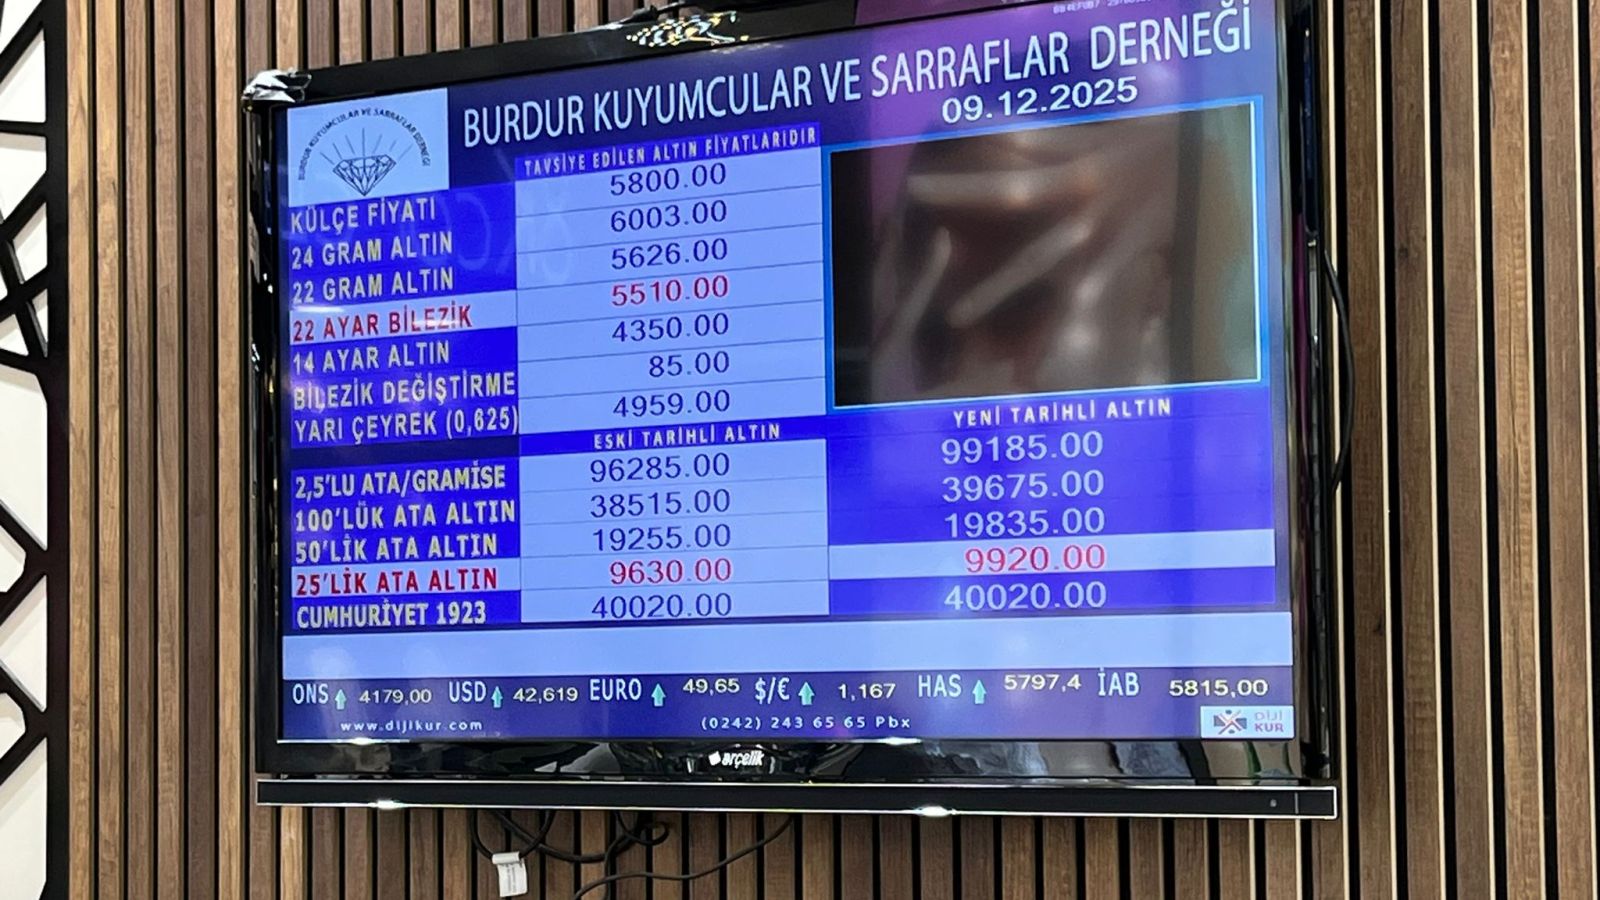 BURDUR KUYUMCULAR VE SARRAFLAR DERNEĞİ
09.12.2025
BURDUR KUYUMCULAR VE SARRAFLAR DERNEĞİ
TAVSİYE EDİLEN ALTIN FİYATLARIDIR
KÜLÇE FİYATI 5800.00
24 GRAM ALTIN 6003.00
22 GRAM ALTIN 5626.00
22 AYAR BİLEZİK 5510.00
14 AYAR ALTIN 4350.00
BİLEZİK DEĞİŞTİRME 85.00
YARI ÇEYREK (0,625) 4959.00
ESKİ TARİHLİ ALTIN YENİ TARİHLİ ALTIN
2,5'LU ATA/GRAMİSE 96285.00 99185.00
100'LÜK ATA ALTIN 38515.00 39675.00
50'LİK ATA ALTIN 19255.00 19835.00
25'LİK ATA ALTIN 9630.00 9920.00
CUMHURİYET 1923 40020.00 40020.00
ONS 4179,00 USD 42,619 EURO 49,65 $/€ 1,167 HAS 5797,4 İAB 5815,00
www.dijikur.com (0242) 243 65 65 Pbx DİJİ KUR
arçelik